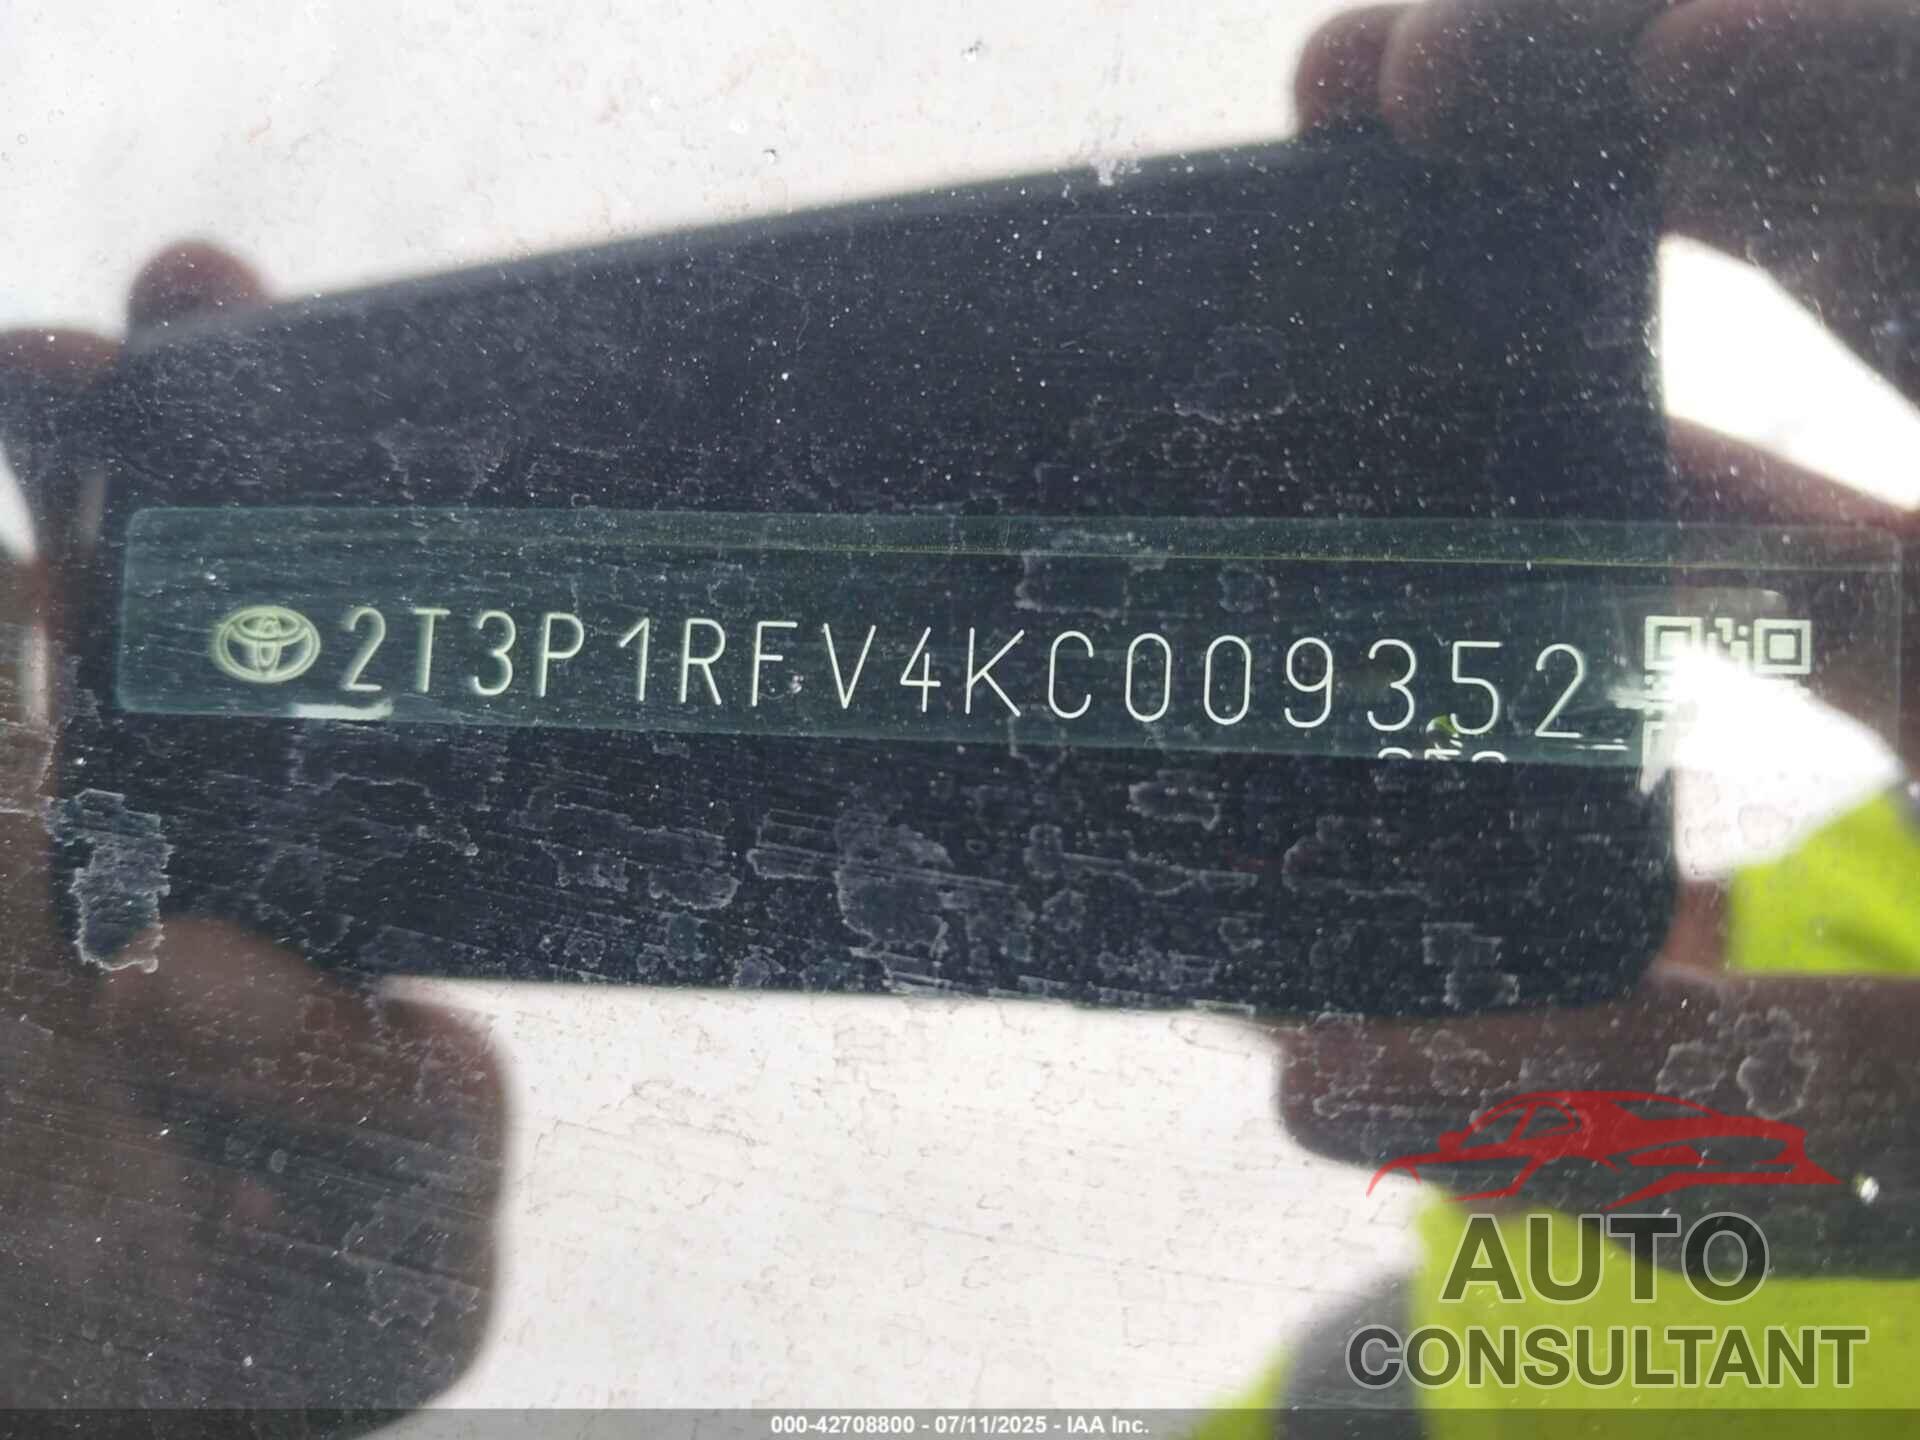 2T3P1RFV4KC009352
AUTO
CONSULTANT
000-42708800 - 07/11/2025 - IAA Inc.